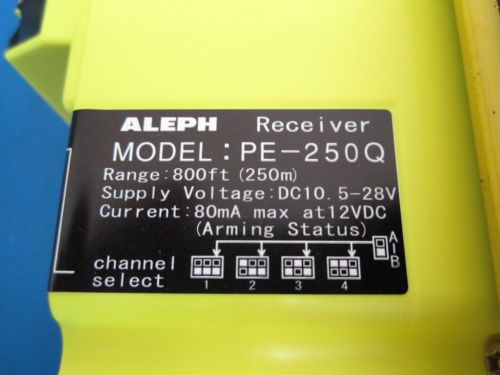 ALEPH Receiver
MODEL：PE-250Q
Range:800ft (250m)
Supply Voltage:DC10.5-28V
Current:80mA max at12VDC
(Arming Status)
A
I
B
channel
select
1 2 3 4